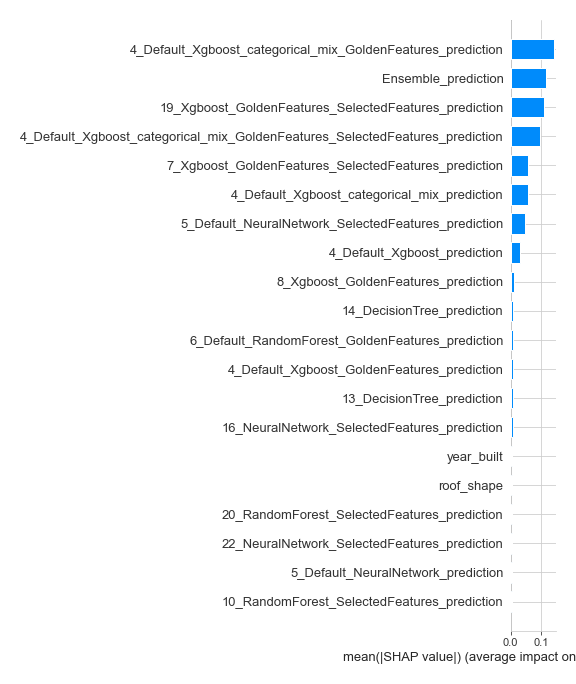 4_Default_Xgboost_categorical_mix_GoldenFeatures_prediction
Ensemble_prediction
19_Xgboost_GoldenFeatures_SelectedFeatures_prediction
4_Default_Xgboost_categorical_mix_GoldenFeatures_SelectedFeatures_prediction
7_Xgboost_GoldenFeatures_SelectedFeatures_prediction
4_Default_Xgboost_categorical_mix_prediction
5_Default_NeuralNetwork_SelectedFeatures_prediction
4_Default_Xgboost_prediction
8_Xgboost_GoldenFeatures_prediction
14_DecisionTree_prediction
6_Default_RandomForest_GoldenFeatures_prediction
4_Default_Xgboost_GoldenFeatures_prediction
13_DecisionTree_prediction
16_NeuralNetwork_SelectedFeatures_prediction
year_built
roof_shape
20_RandomForest_SelectedFeatures_prediction
22_NeuralNetwork_SelectedFeatures_prediction
5_Default_NeuralNetwork_prediction
10_RandomForest_SelectedFeatures_prediction
0.0 0.1
mean(|SHAP value|) (average impact on